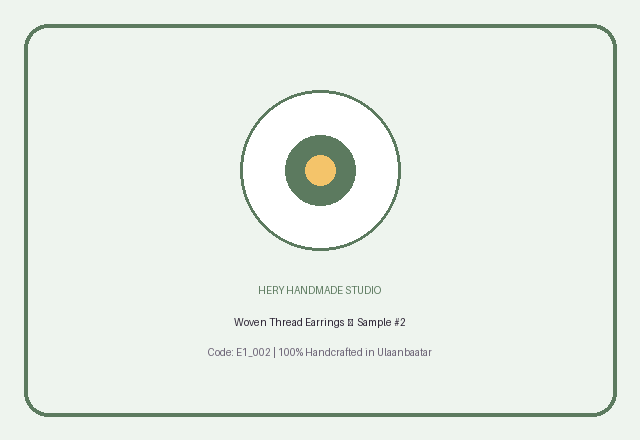 HERY HANDMADE STUDIO
Woven Thread Earrings Sample #2
Code: E1_002 | 100% Handcrafted in Ulaanbaatar